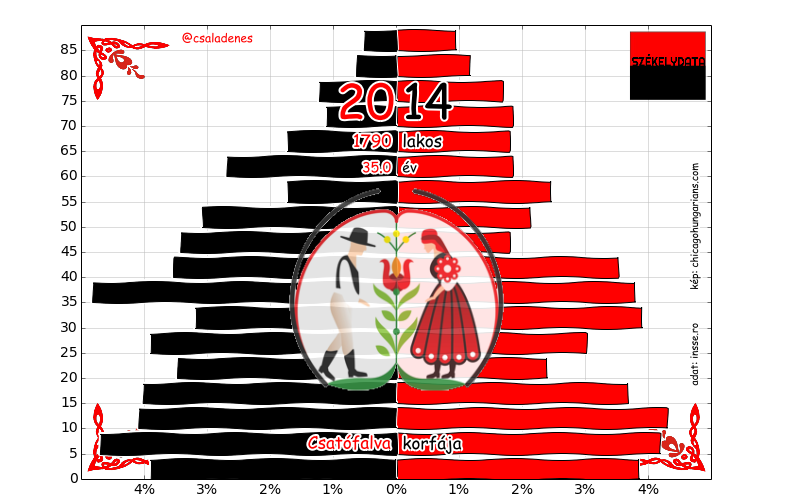 @csaladenes
SZÉKELYDATA
2014
1790 lakos
35.0 év
kép: chicagohungarians.com
adat: insse.ro
Csatófalva korfája
85
80
75
70
65
60
55
50
45
40
35
30
25
20
15
10
5
0
4% 3% 2% 1% 0% 1% 2% 3% 4%